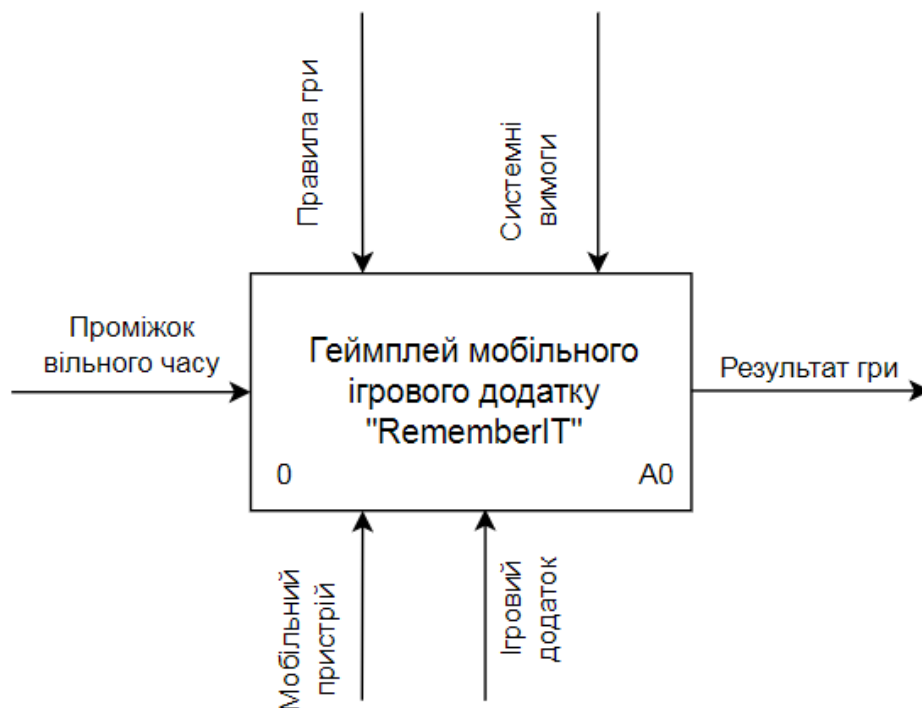 Правила гри
Системні
вимоги
Проміжок
вільного часу
Геймплей мобільного
ігрового додатку
"RememberIT"
0
A0
Результат гри
Мобільний
пристрій
Ігровий
додаток